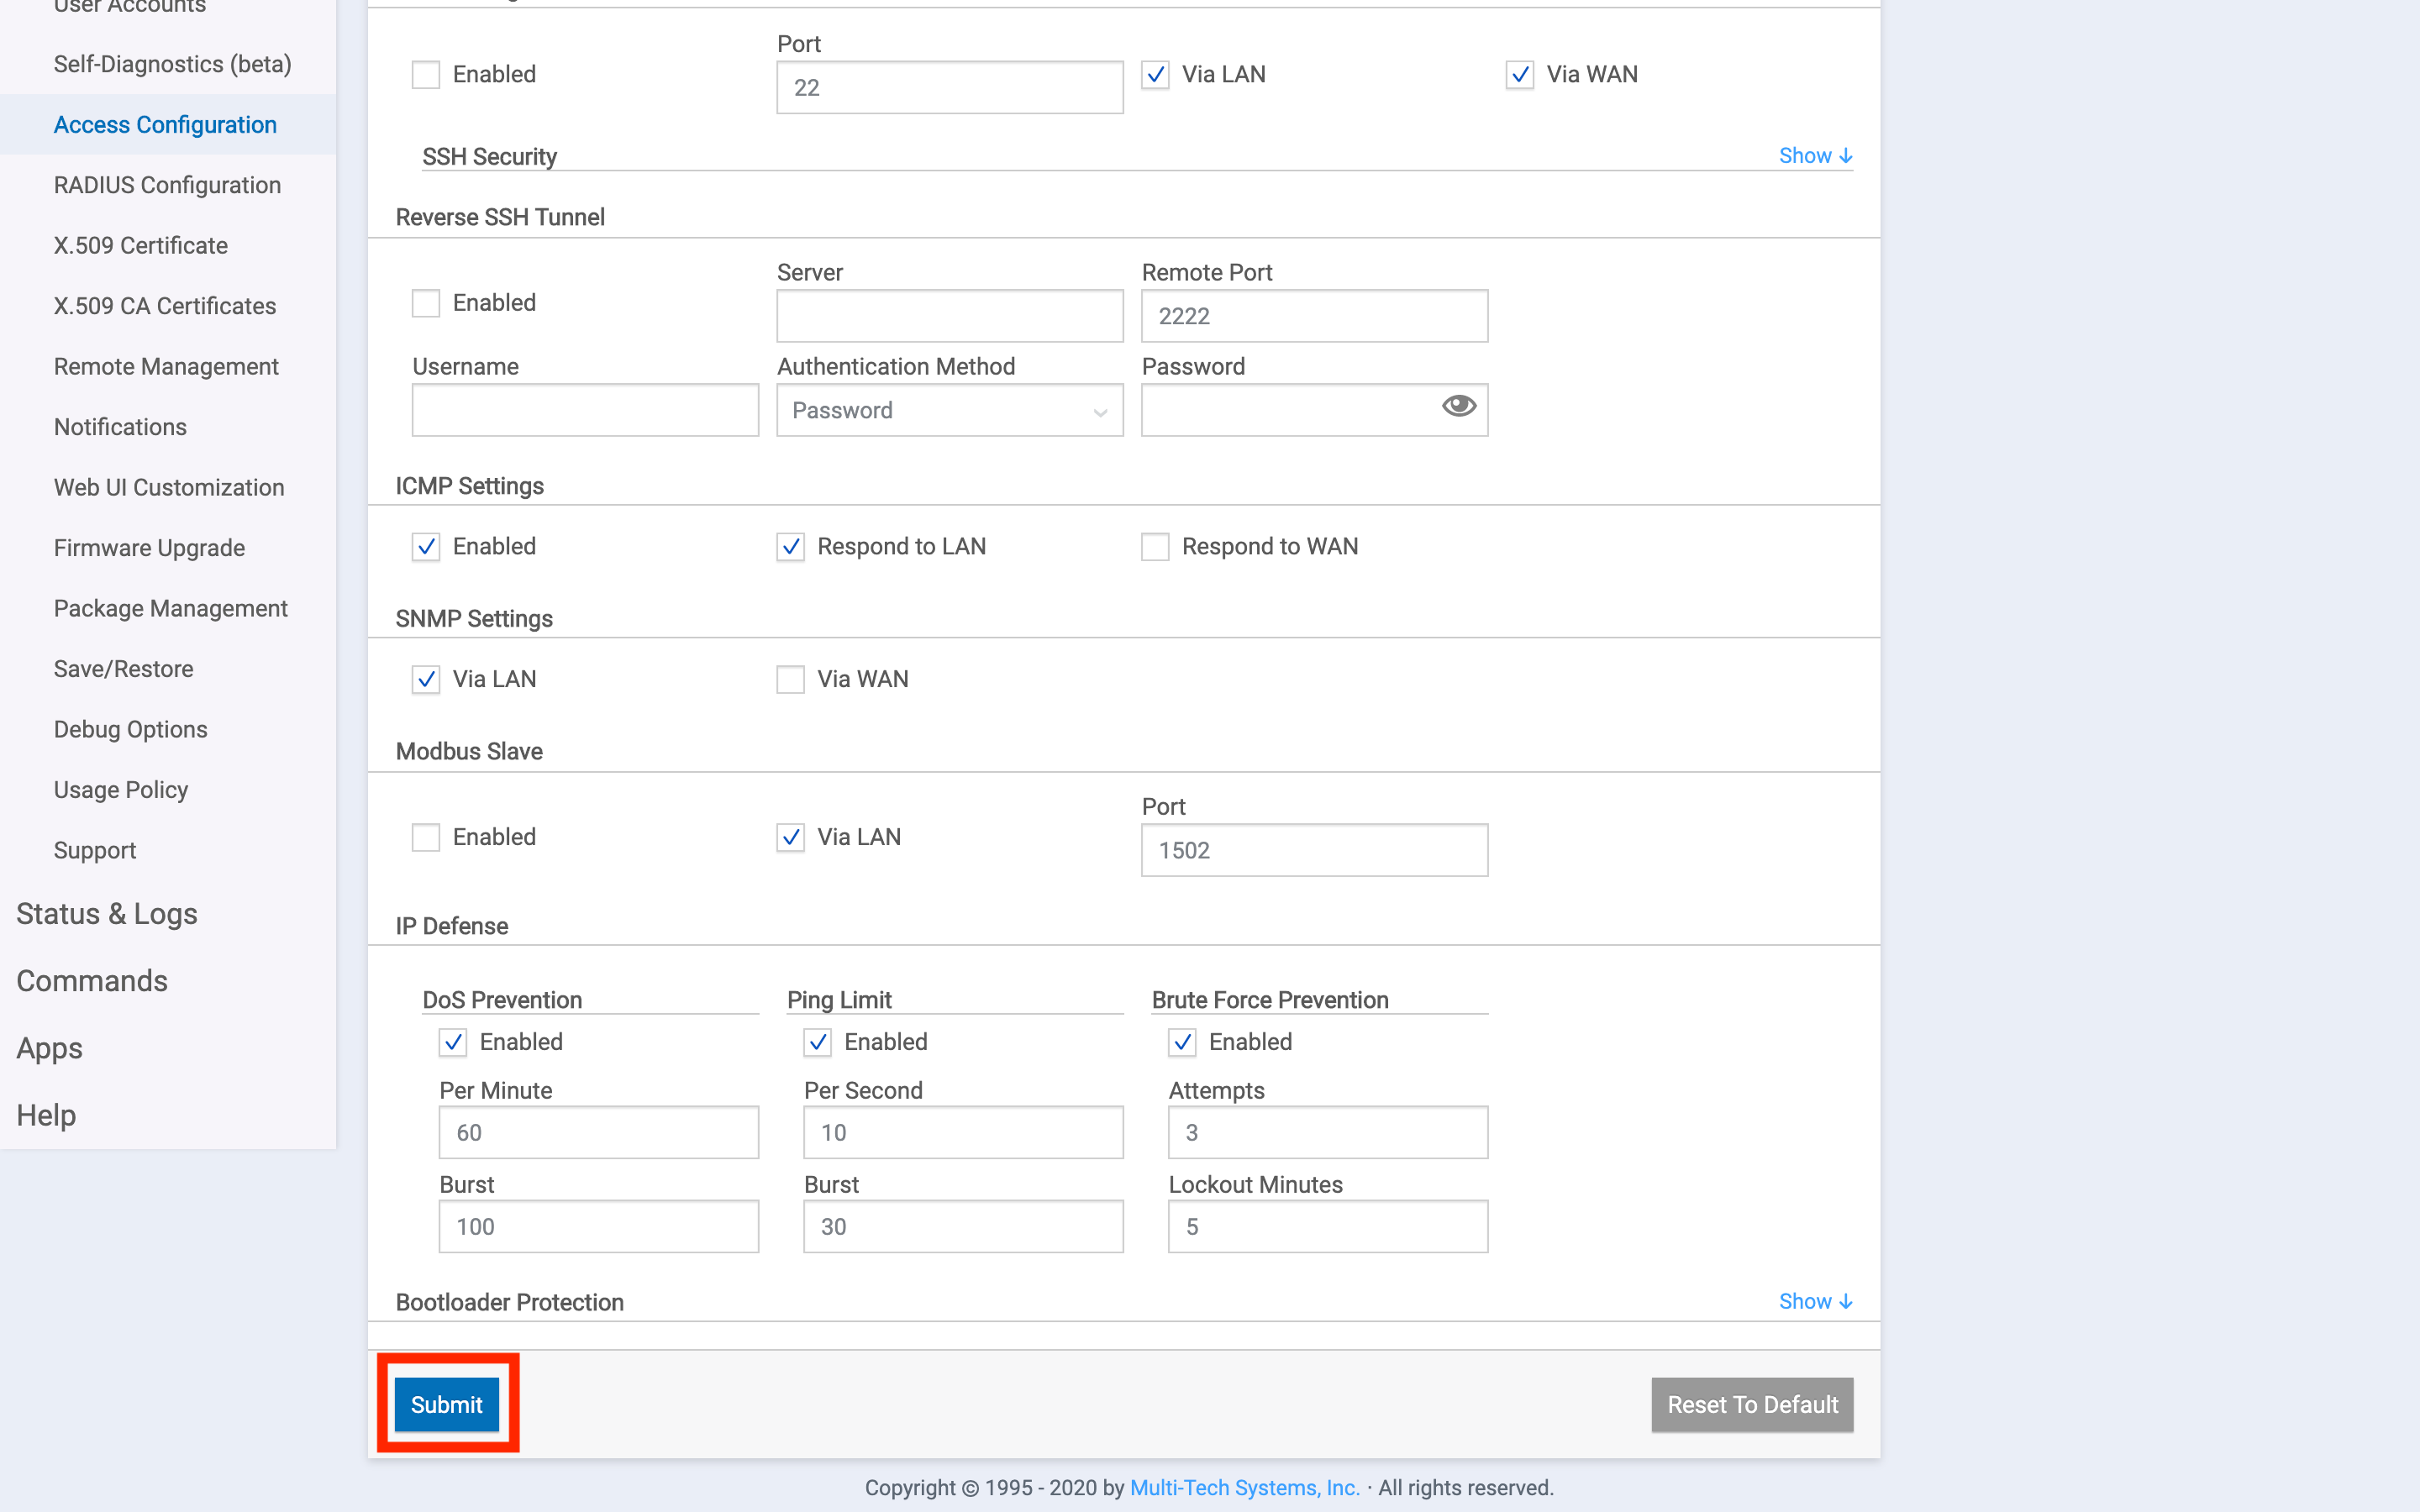 User Accounts
Self-Diagnostics (beta)
Access Configuration
RADIUS Configuration
X.509 Certificate
X.509 CA Certificates
Remote Management
Notifications
Web UI Customization
Firmware Upgrade
Package Management
Save/Restore
Debug Options
Usage Policy
Support
Status & Logs
Commands
Apps
Help
Port
Enabled
22
Via LAN
Via WAN
SSH Security
Show ↓
Reverse SSH Tunnel
Server
Remote Port
Enabled
2222
Username
Authentication Method
Password
Password
ICMP Settings
Enabled
Respond to LAN
Respond to WAN
SNMP Settings
Via LAN
Via WAN
Modbus Slave
Port
Enabled
Via LAN
1502
IP Defense
DoS Prevention
Ping Limit
Brute Force Prevention
Enabled
Enabled
Enabled
Per Minute
Per Second
Attempts
60
10
3
Burst
Burst
Lockout Minutes
100
30
5
Bootloader Protection
Show ↓
Submit
Reset To Default
Copyright © 1995 - 2020 by Multi-Tech Systems, Inc. · All rights reserved.